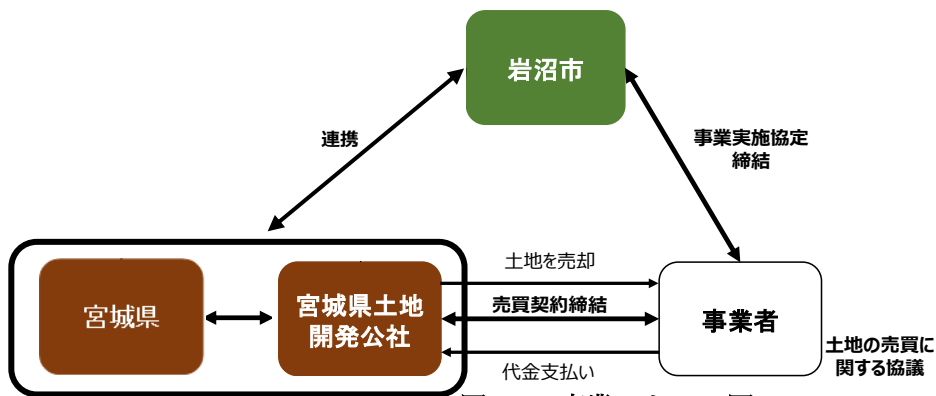 岩沼市
連携
事業実施協定
締結
土地を売却
宮城県
宮城県土地
開発公社
売買契約締結
事業者
土地の売買に
関する協議
代金支払い